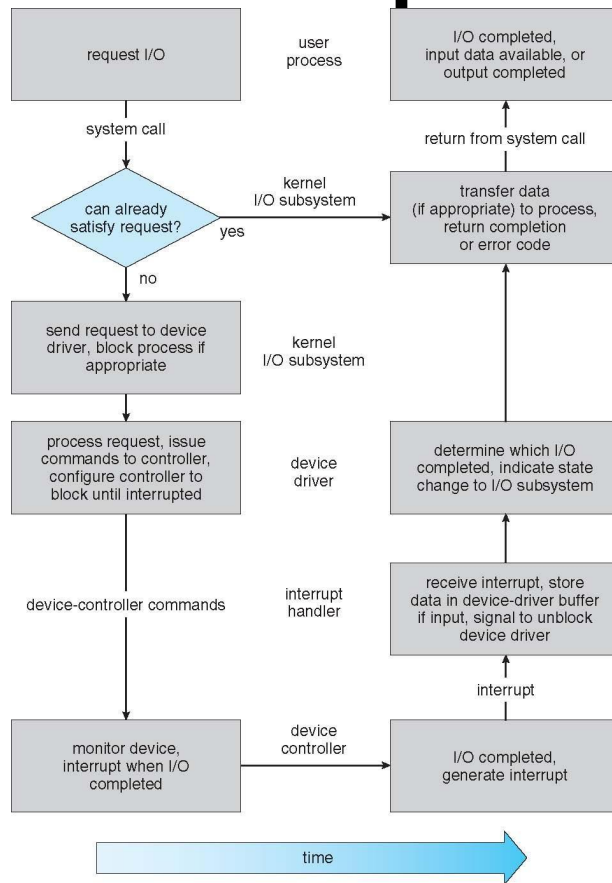 request I/O
user
process
I/O completed,
input data available, or
output completed
system call
return from system call
can already
satisfy request?
yes
no
kernel
I/O subsystem
transfer data
(if appropriate) to process,
return completion
or error code
send request to device
driver, block process if
appropriate
kernel
I/O subsystem
process request, issue
commands to controller,
configure controller to
block until interrupted
device
driver
determine which I/O
completed, indicate state
change to I/O subsystem
device-controller commands
interrupt
handler
receive interrupt, store
data in device-driver buffer
if input, signal to unblock
device driver
interrupt
monitor device,
interrupt when I/O
completed
device
controller
I/O completed,
generate interrupt
time